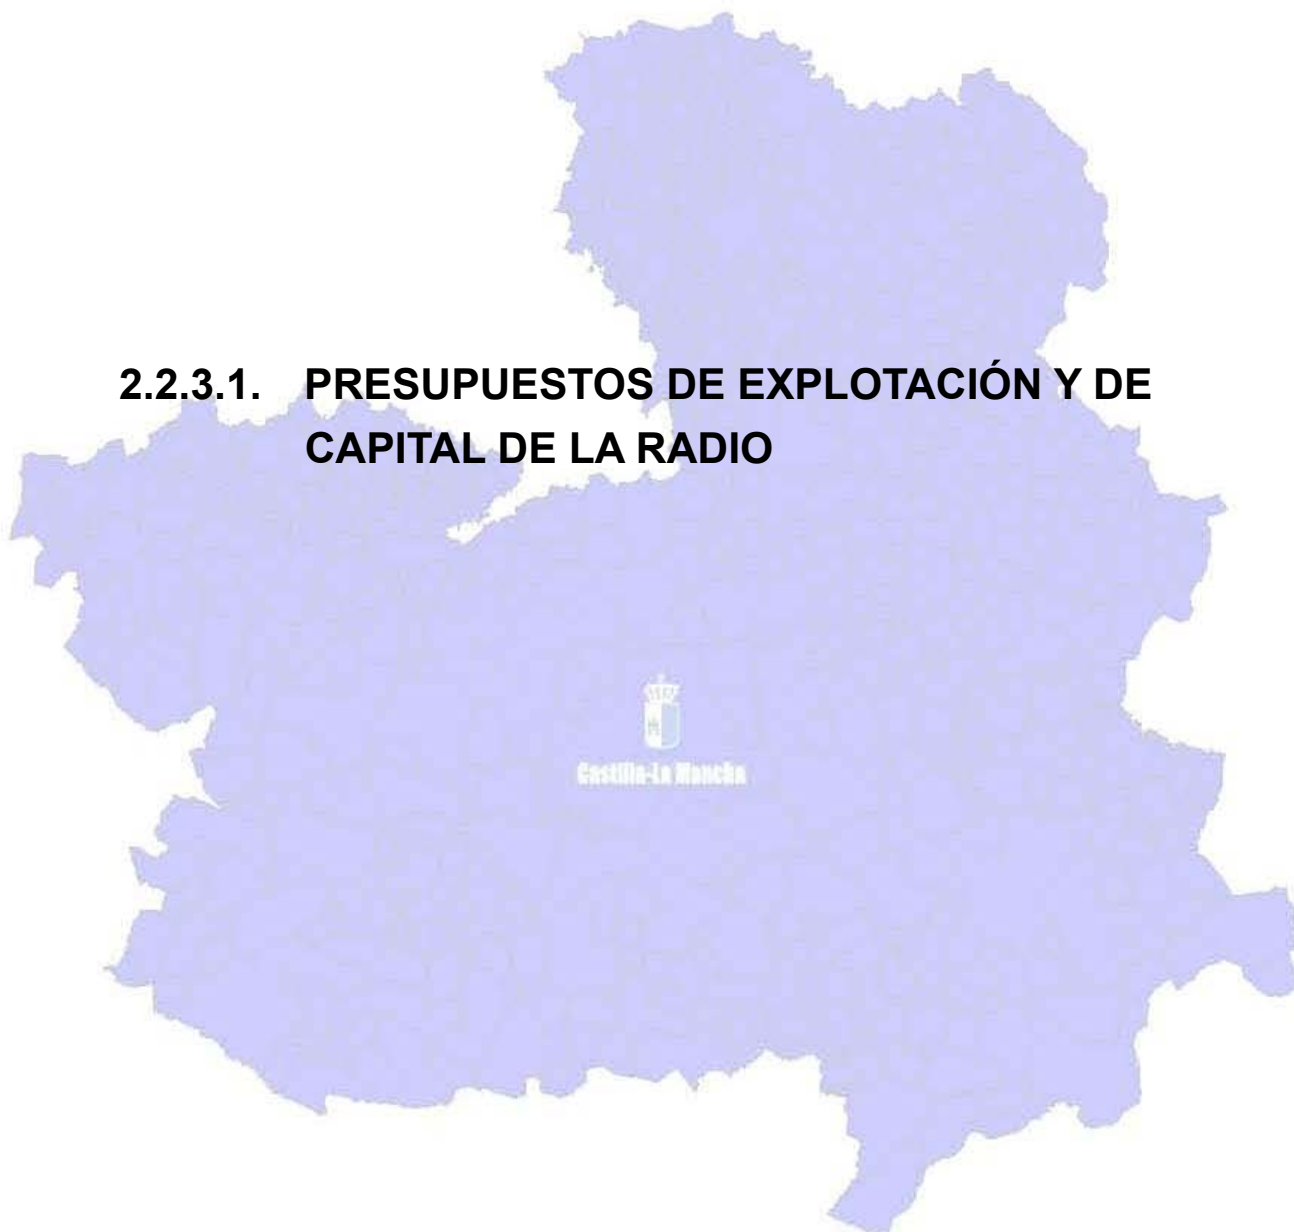 2.2.3.1. PRESUPUESTOS DE EXPLOTACIÓN Y DE
CAPITAL DE LA RADIO
Castilla-La Mancha